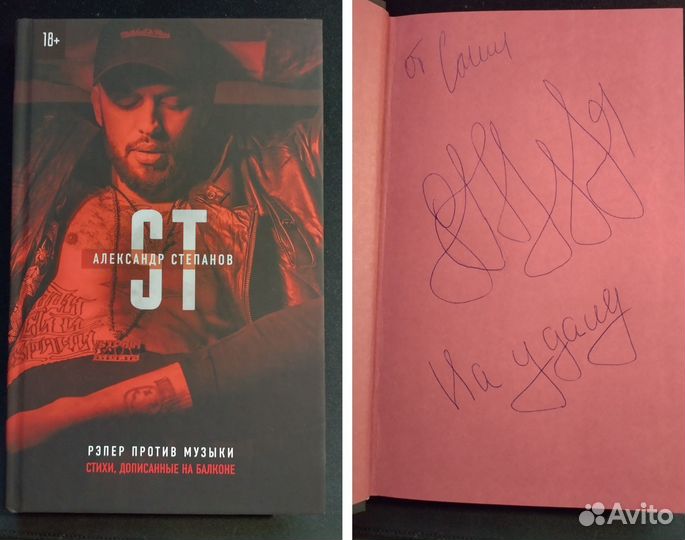 18+
ST
АЛЕКСАНДР СТЕПАНОВ
РЭПЕР ПРОТИВ МУЗЫКИ
СТИХИ, ДОПИСАННЫЕ НА БАЛКОНЕ
от Саши
На удачу
Avito